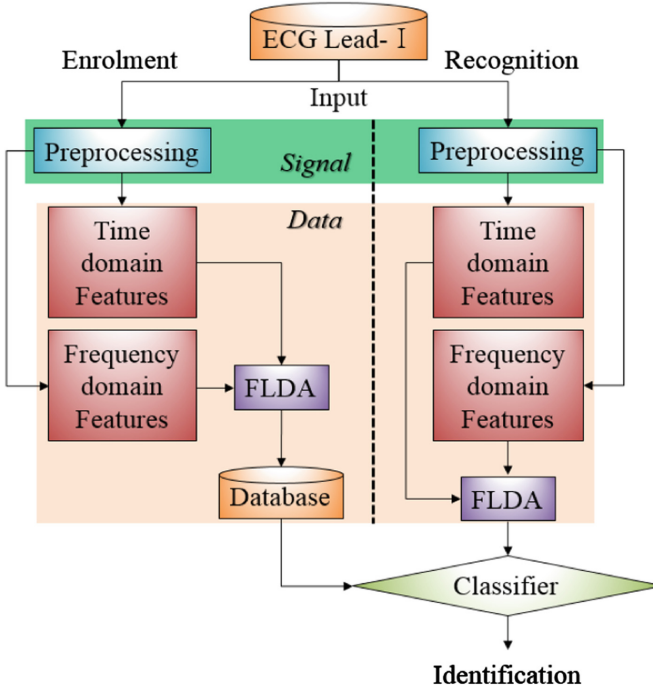 ECG Lead-Ⅰ
Enrolment
Recognition
Input
Preprocessing
Preprocessing
Signal
Data
Time
domain
Features
Time
domain
Features
Frequency
domain
Features
FLDA
Frequency
domain
Features
Database
FLDA
Classifier
Identification